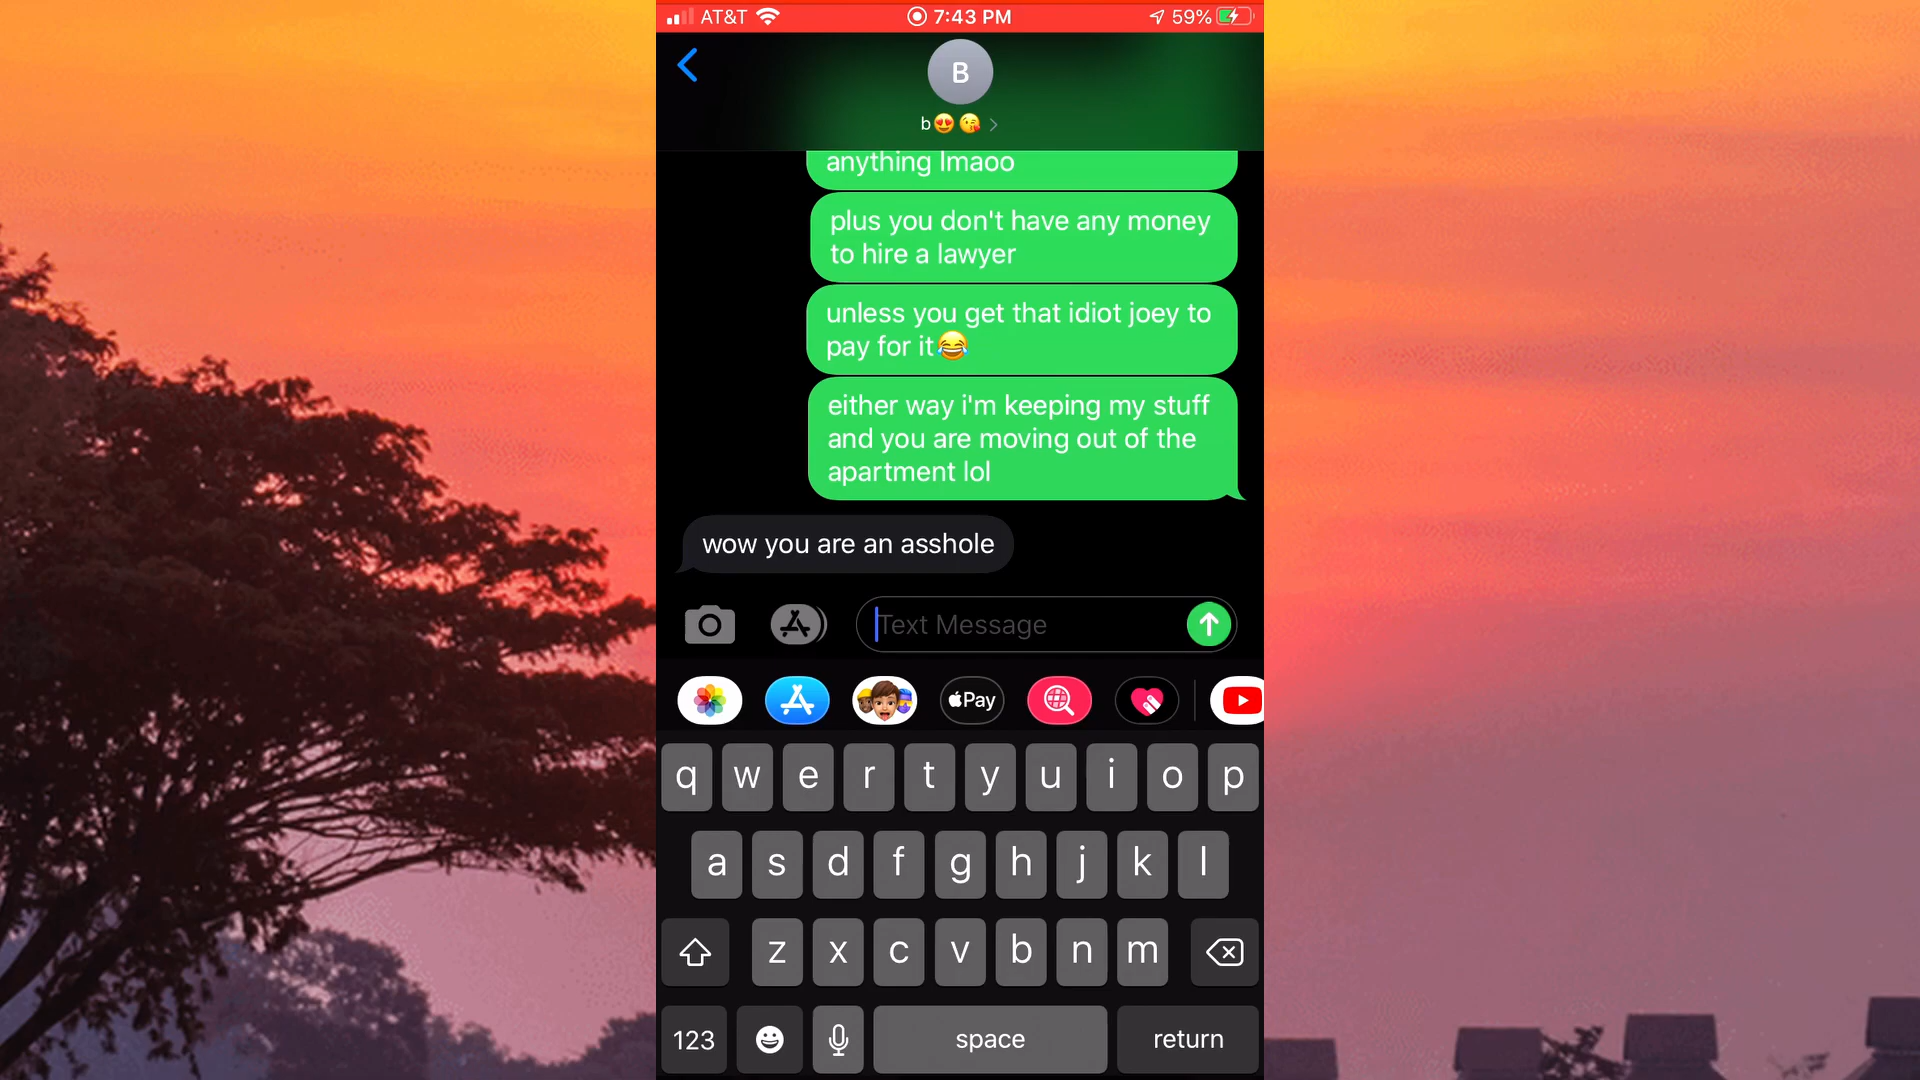 AT&T 7:43 PM 59%
B
b😍😘
anything lmaoo
plus you don't have any money
to hire a lawyer
unless you get that idiot joey to
pay for it😂
either way i'm keeping my stuff
and you are moving out of the
apartment lol
wow you are an asshole
Text Message
Pay
q w e r t y u i o p
a s d f g h j k l
z x c v b n m
123 space return